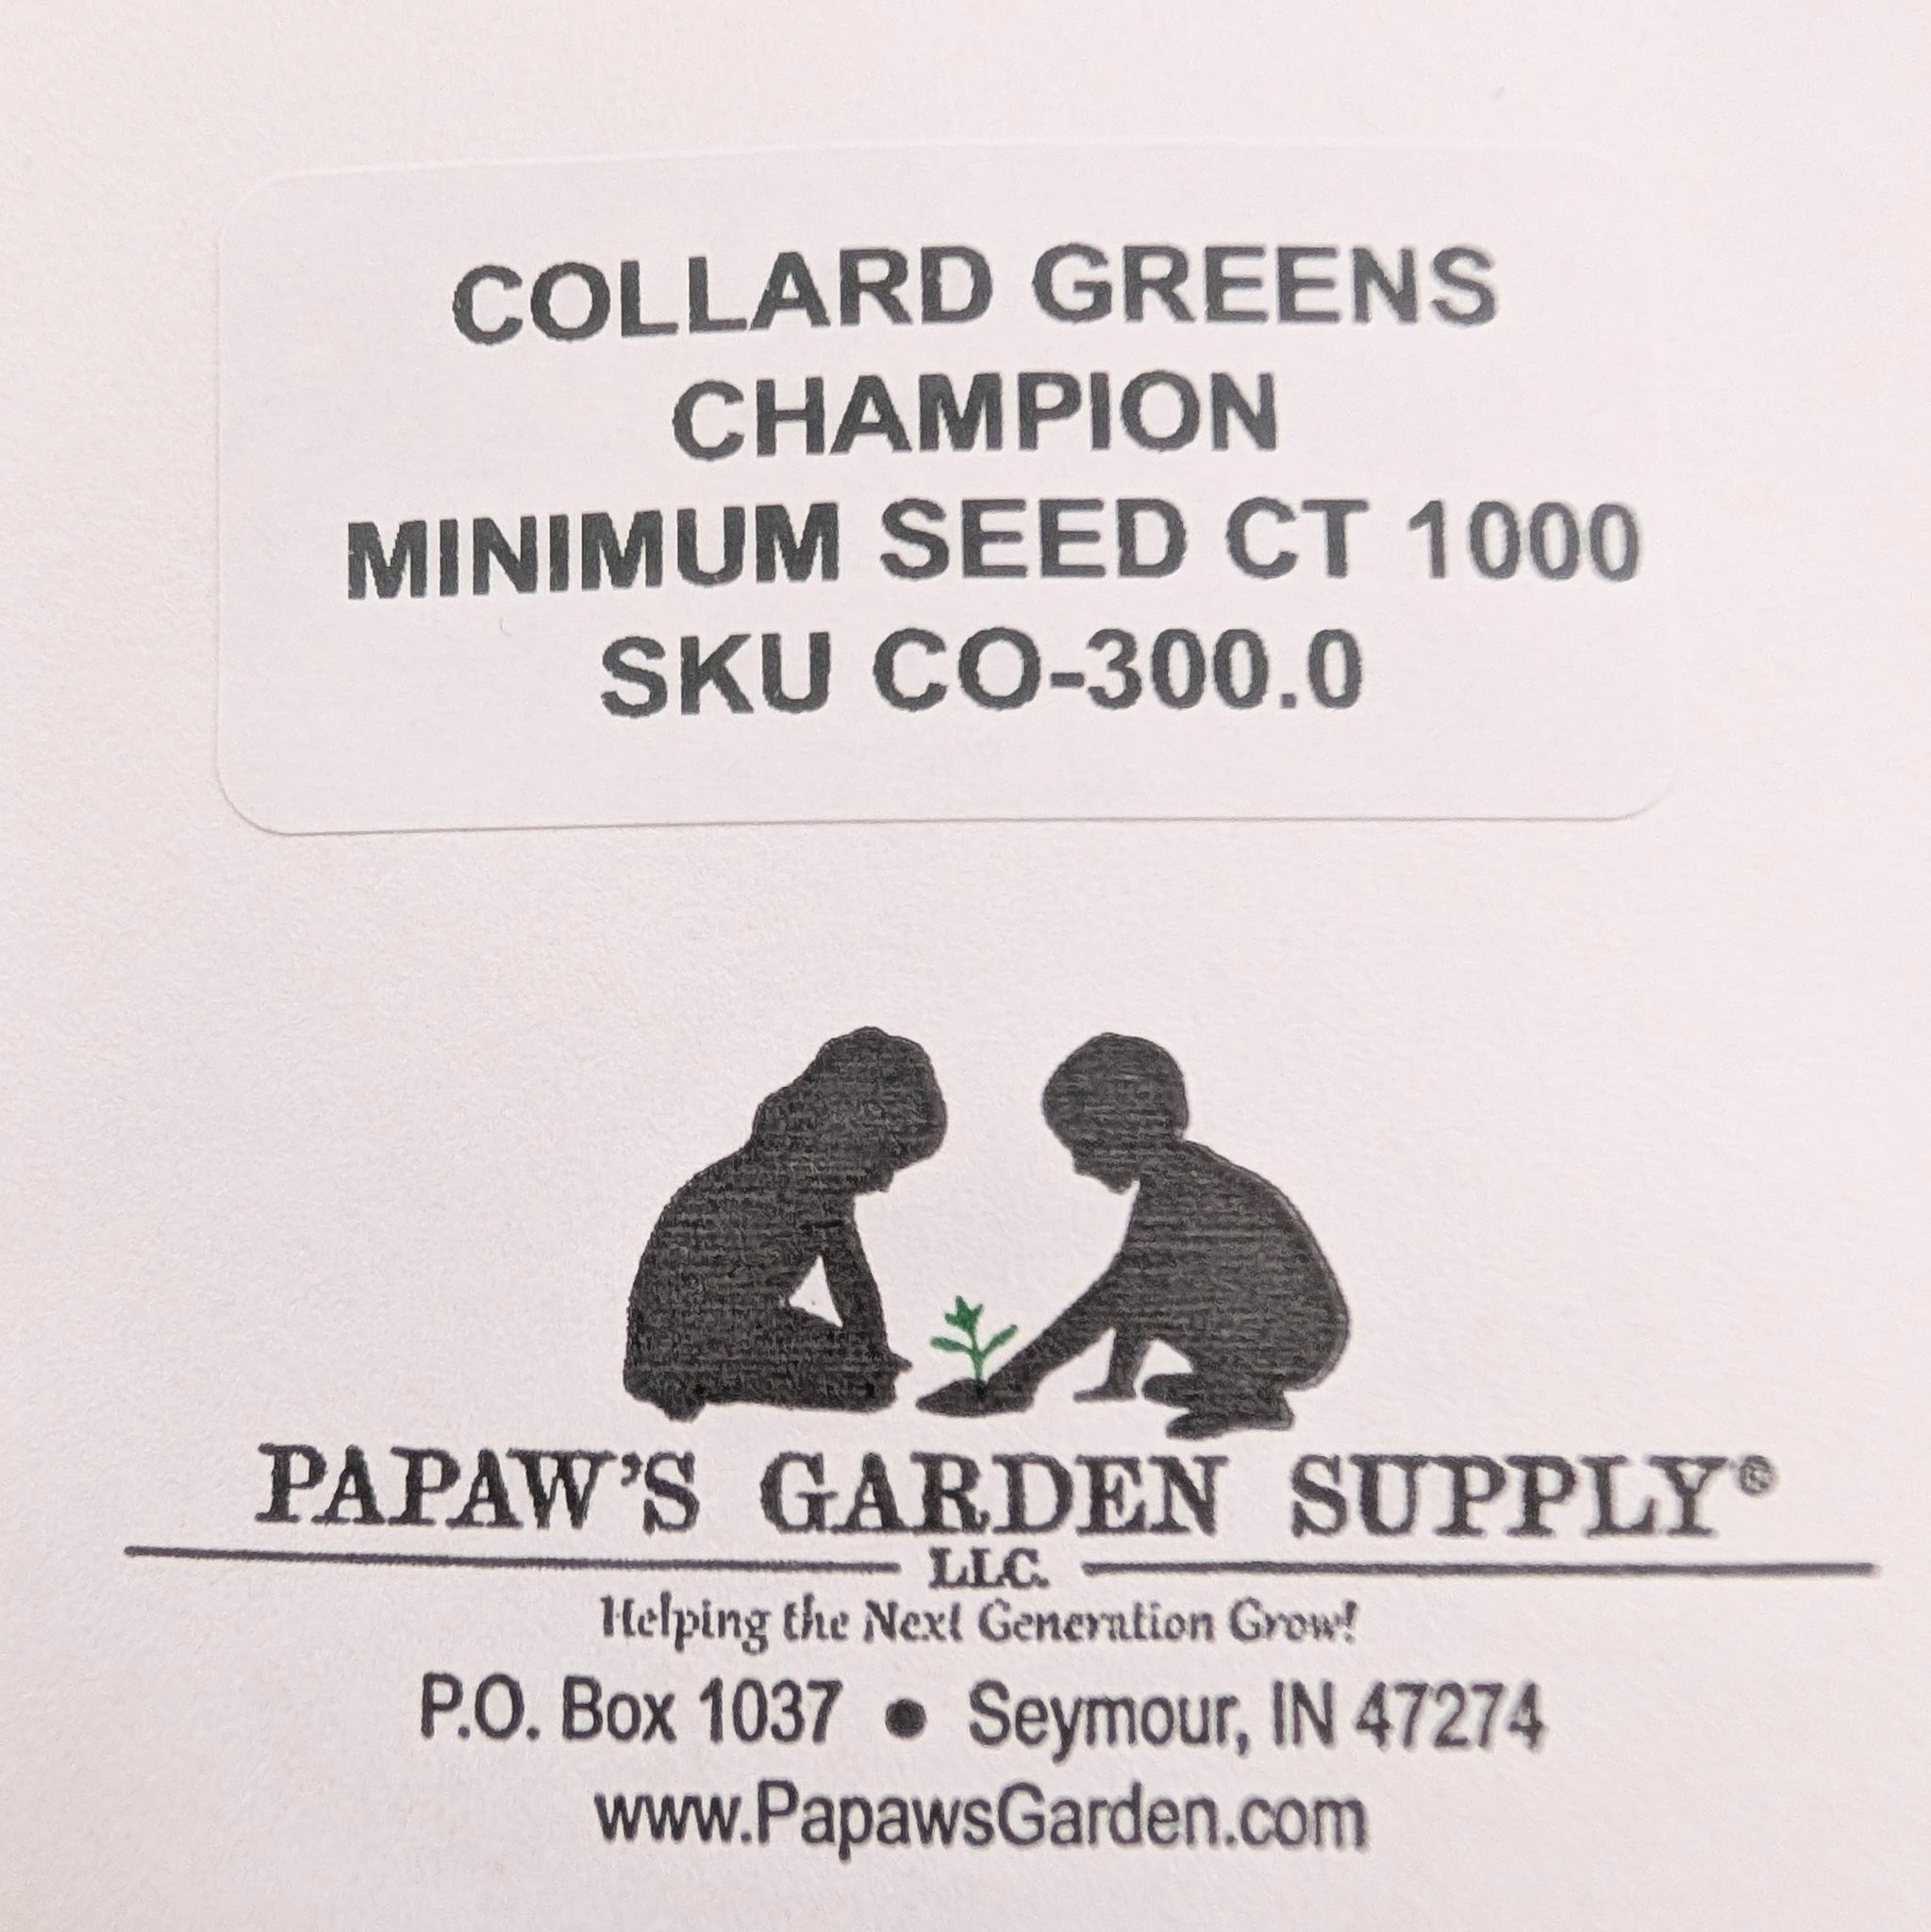 COLLARD GREENS
CHAMPION
MINIMUM SEED CT 1000
SKU CO-300.0
PAPAW'S GARDEN SUPPLY®
LLC.
Helping the Next Generation Grow!
P.O. Box 1037 • Seymour, IN 47274
www.PapawsGarden.com